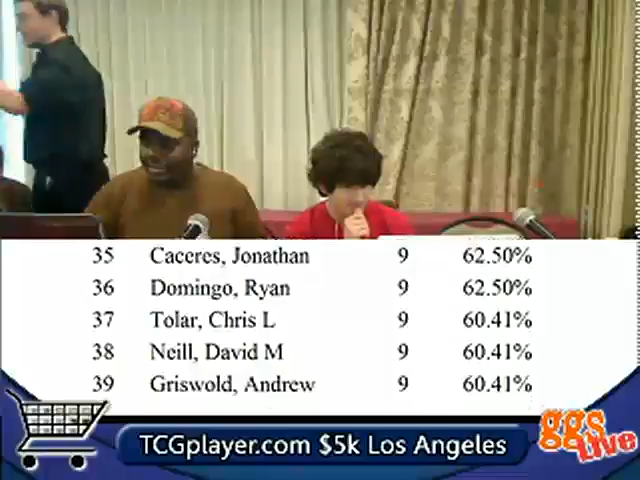 35 Caceres, Jonathan 9 62.50%
36 Domingo, Ryan 9 62.50%
37 Tolar, Chris L 9 60.41%
38 Neill, David M 9 60.41%
39 Griswold, Andrew 9 60.41%
TCGplayer.com $5k Los Angeles
ggs
Live